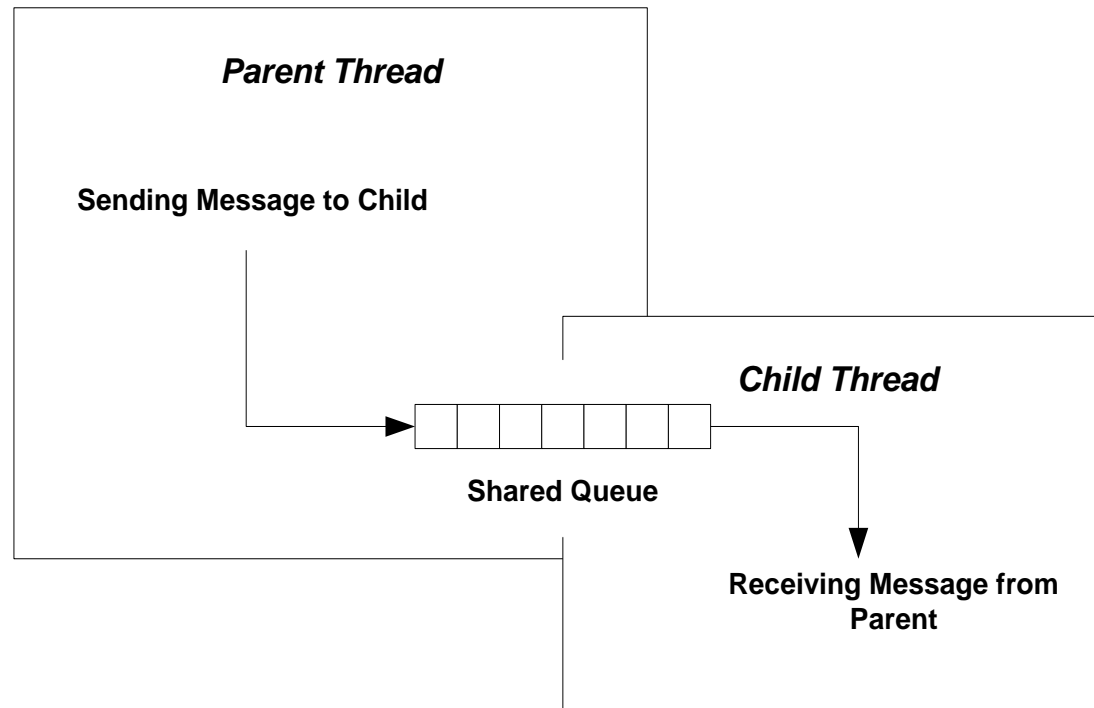 Parent Thread
Sending Message to Child
Child Thread
Shared Queue
Receiving Message from
Parent